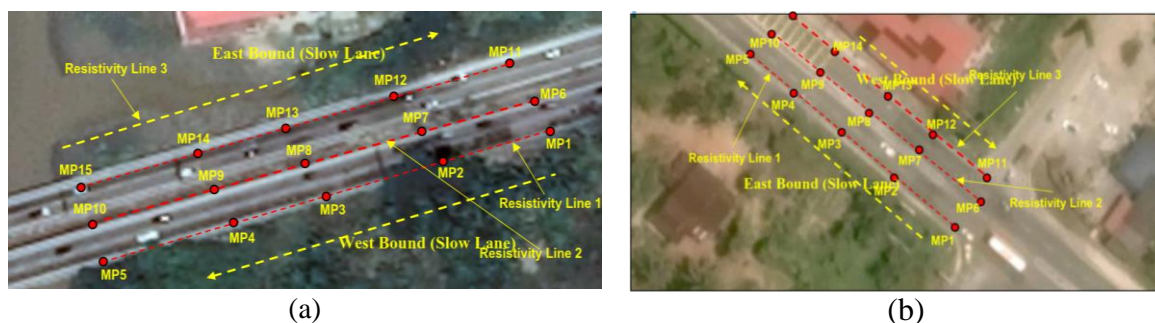 East Bound (Slow Lane)
MP11
Resistivity Line 3
MP12
MP6
MP13
MP7
MP1
MP14
MP8
MP2
MP15
MP9
Resistivity Line 1
MP10
MP3
MP4
West Bound (Slow Lane)
Resistivity Line 2
MP5
(a)
MP10
MP14
MP5
West Bound (Slow Lane)
Resistivity Line 3
MP9
MP4
MP13
MP8
MP3
MP12
Resistivity Line 1
MP7
MP11
East Bound (Slow Lane)
MP2
Resistivity Line 2
MP6
MP1
(b)